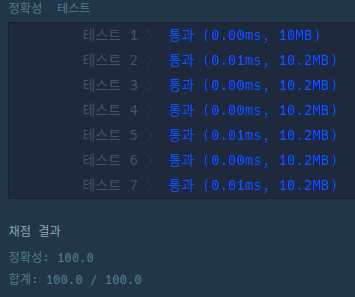 정확성 테스트
테스트 1 〉 통과 (0.00ms, 10MB)
테스트 2 〉 통과 (0.01ms, 10.2MB)
테스트 3 〉 통과 (0.00ms, 10.2MB)
테스트 4 〉 통과 (0.00ms, 10.2MB)
테스트 5 〉 통과 (0.01ms, 10.2MB)
테스트 6 〉 통과 (0.00ms, 10.2MB)
테스트 7 〉 통과 (0.01ms, 10.2MB)
채점 결과
정확성: 100.0
합계: 100.0 / 100.0